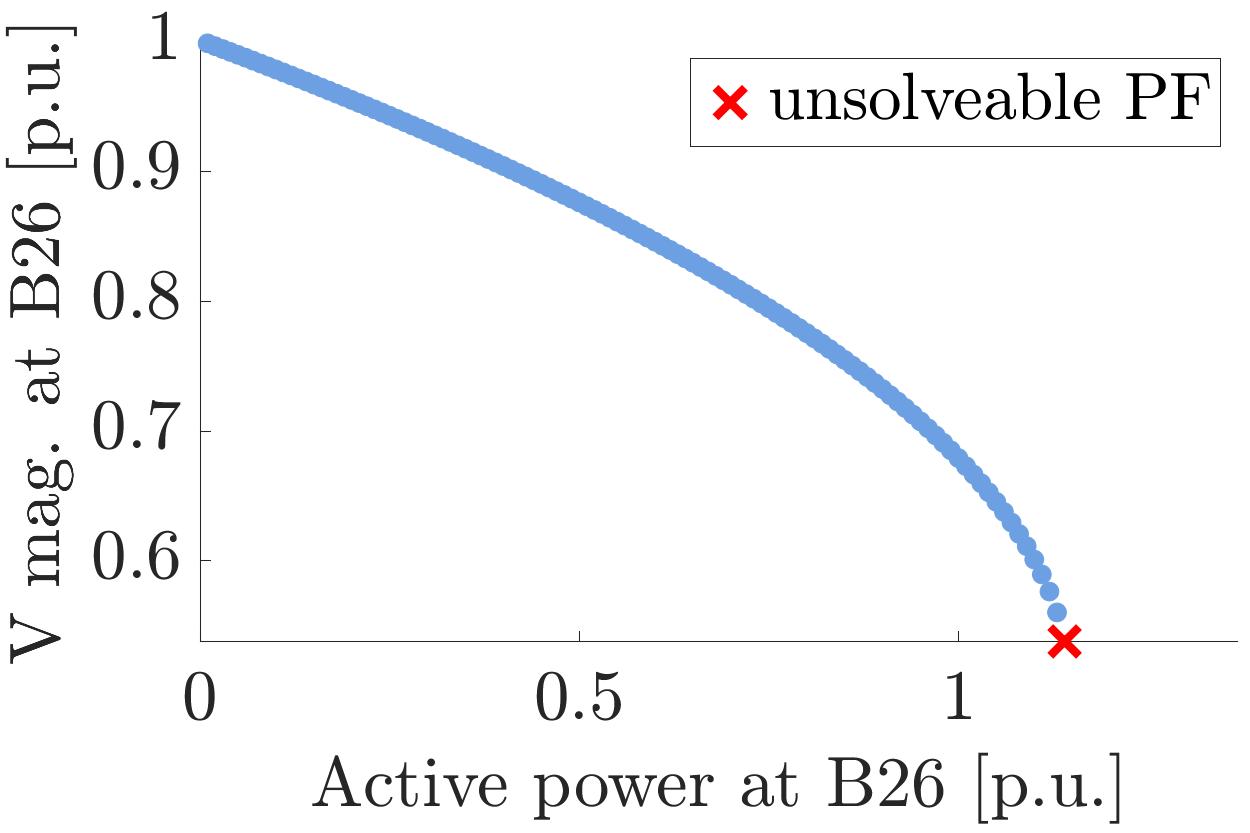 V mag. at B26 [p.u.]
1
0.9
0.8
0.7
0.6
unsolveable PF
0
0.5
1
Active power at B26 [p.u.]